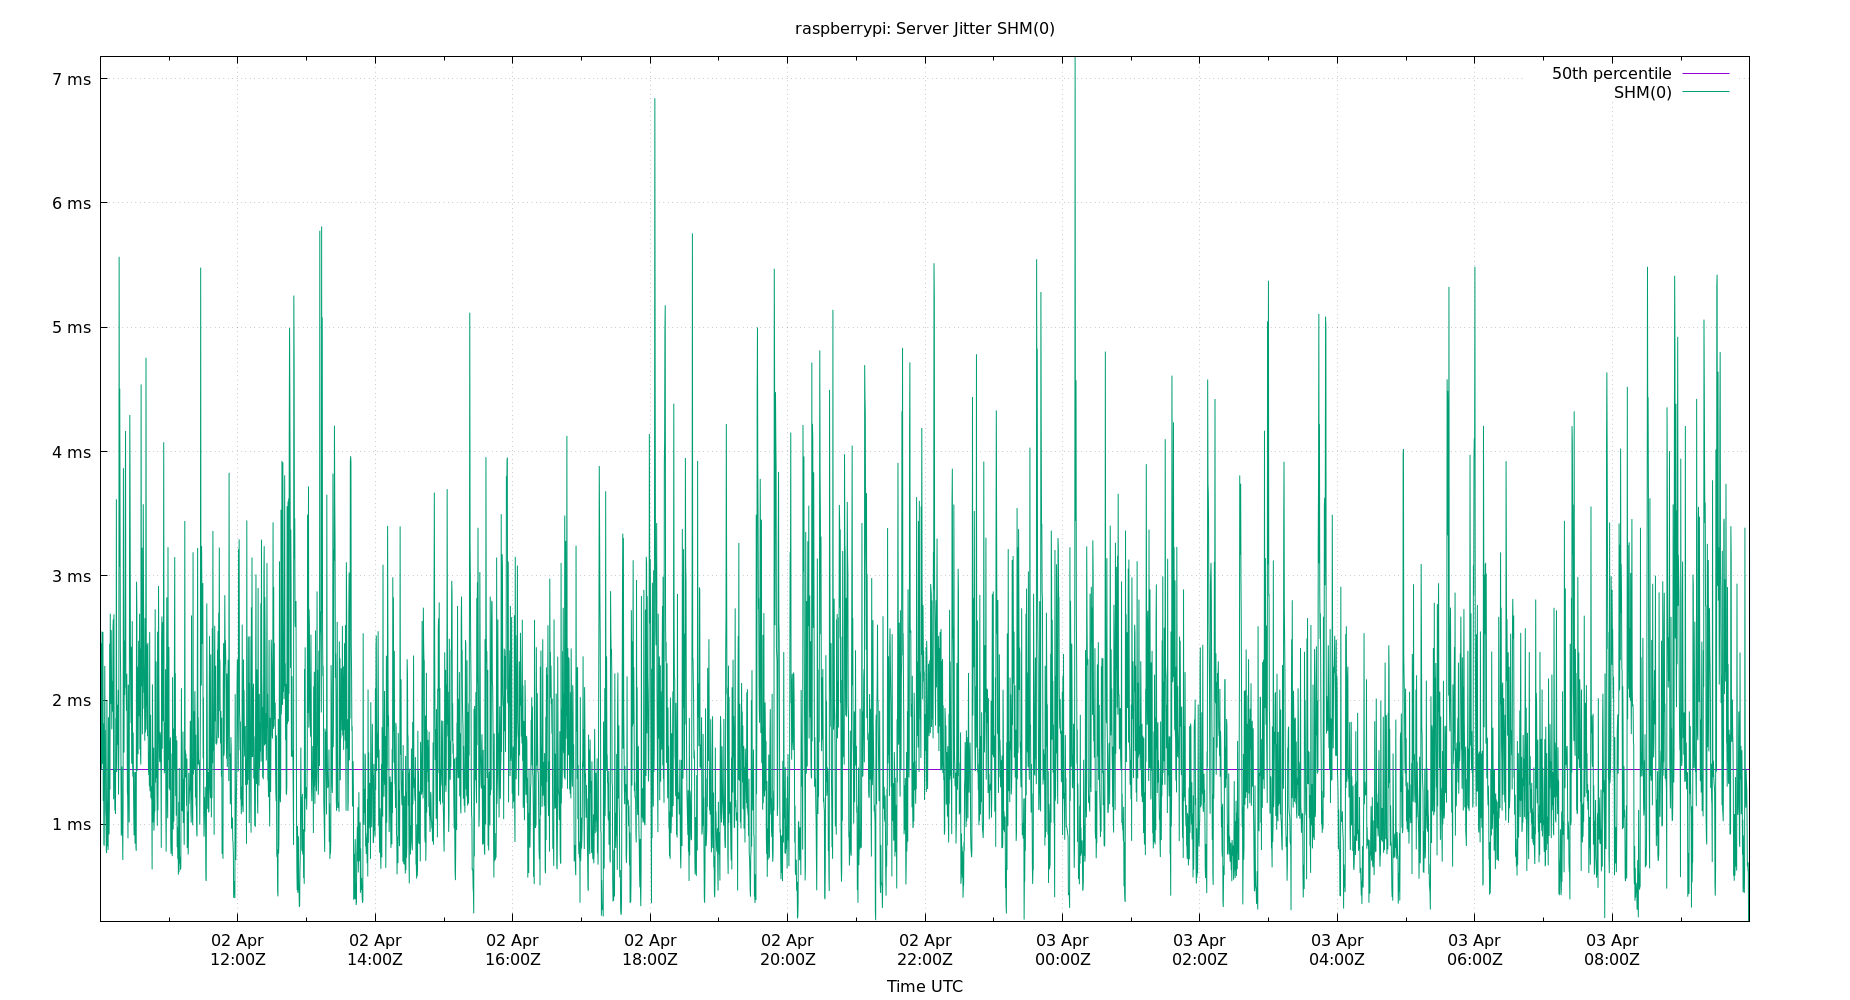 raspberrypi: Server Jitter SHM(0)
7 ms
6 ms
5 ms
4 ms
3 ms
2 ms
1 ms
50th percentile
SHM(0)
02 Apr
12:00Z
02 Apr
14:00Z
02 Apr
16:00Z
02 Apr
18:00Z
02 Apr
20:00Z
02 Apr
22:00Z
03 Apr
00:00Z
03 Apr
02:00Z
03 Apr
04:00Z
03 Apr
06:00Z
03 Apr
08:00Z
Time UTC